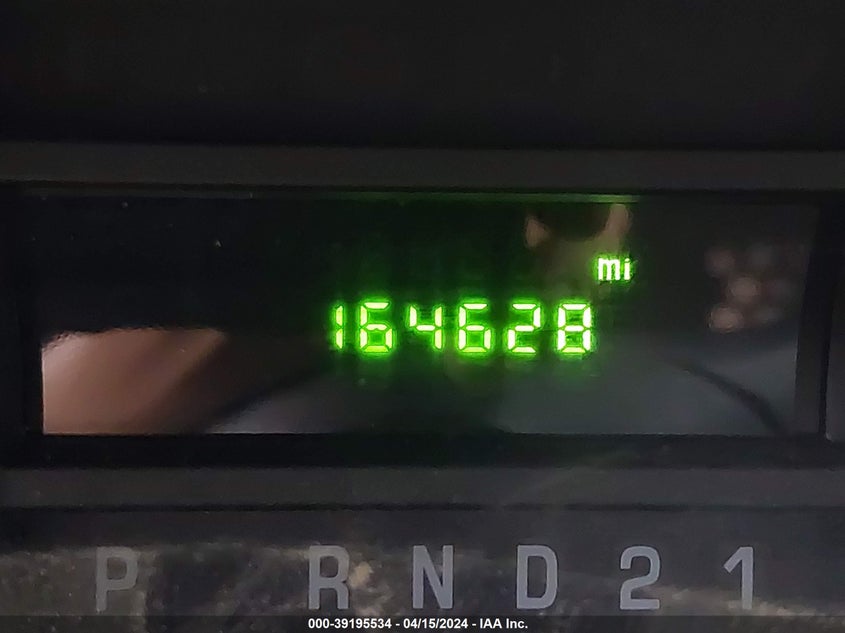 mi
164628
P R N D 2 1
000-39195534 - 04/15/2024 - IAA Inc.